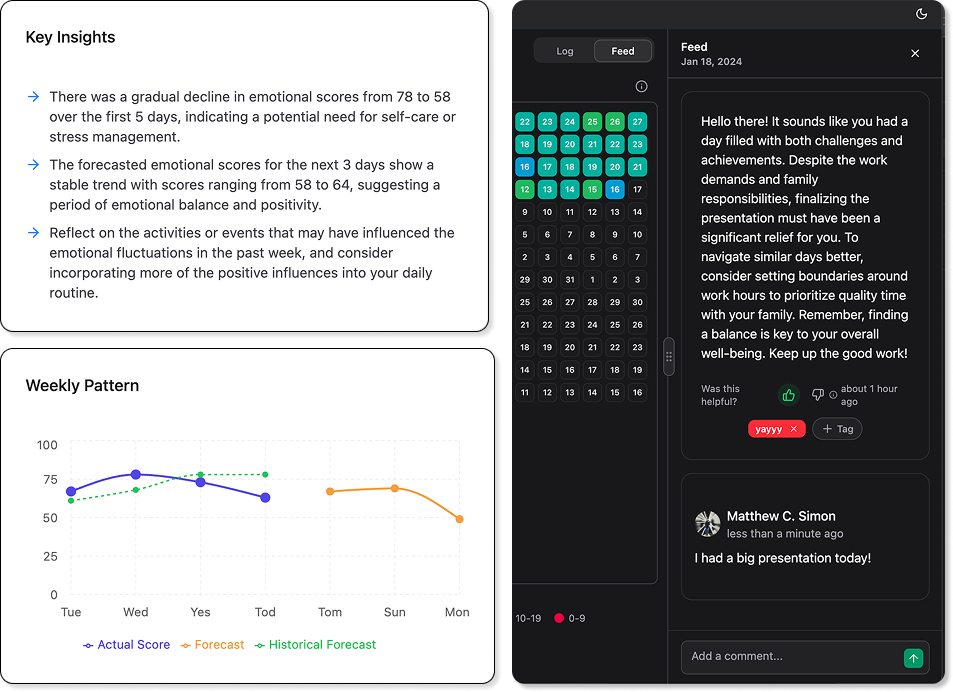 Key Insights
There was a gradual decline in emotional scores from 78 to 58
over the first 5 days, indicating a potential need for self-care or
stress management.
The forecasted emotional scores for the next 3 days show a
stable trend with scores ranging from 58 to 64, suggesting a
period of emotional balance and positivity.
Reflect on the activities or events that may have influenced the
emotional fluctuations in the past week, and consider
incorporating more of the positive influences into your daily
routine.
Weekly Pattern
100
75
50
25
0
Tue Wed Yes Tod Tom Sun Mon
Actual Score Forecast Historical Forecast
Log Feed
22 23 24 25 26 27
18 19 20 21 22 23
16 17 18 19 20 21
12 13 14 15 16 17
9 10 11 12 13 14
5 6 7 8 9 10
2 3 4 5 6 7
29 30 31 1 2 3
25 26 27 28 29 30
21 22 23 24 25 26
18 19 20 21 22 23
14 15 16 17 18 19
11 12 13 14 15 16
10-19 0-9
Feed
Jan 18, 2024
Hello there! It sounds like you had a
day filled with both challenges and
achievements. Despite the work
demands and family
responsibilities, finalizing the
presentation must have been a
significant relief for you. To
navigate similar days better,
consider setting boundaries around
work hours to prioritize quality time
with your family. Remember, finding
a balance is key to your overall
well-being. Keep up the good work!
Was this
helpful?
about 1 hour
ago
yayyy × + Tag
Matthew C. Simon
less than a minute ago
I had a big presentation today!
Add a comment...